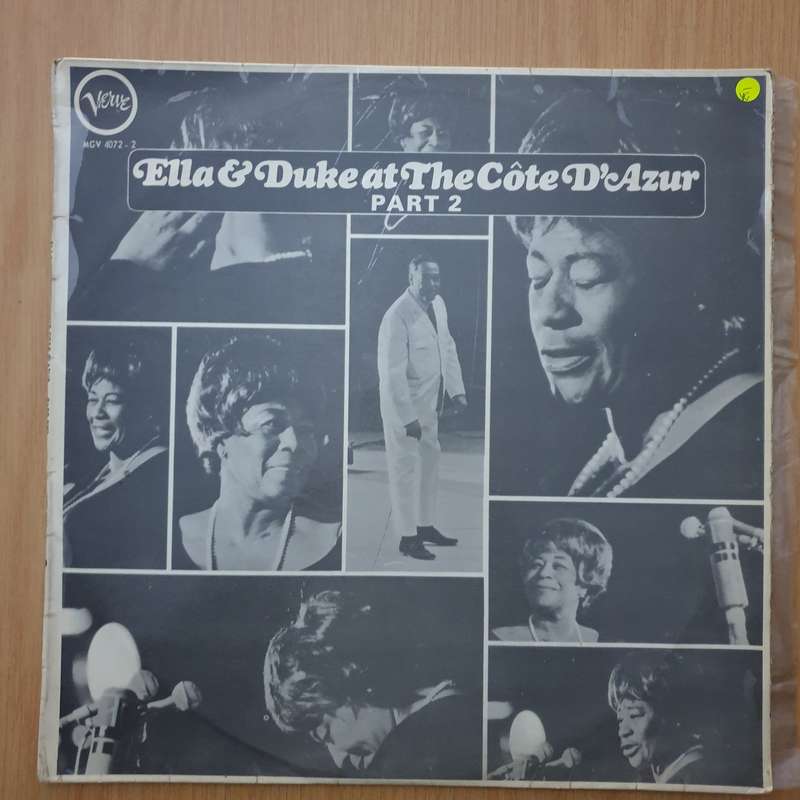 Verve
MGV 4072 - 2
Ella & Duke at The Côte D'Azur
PART 2